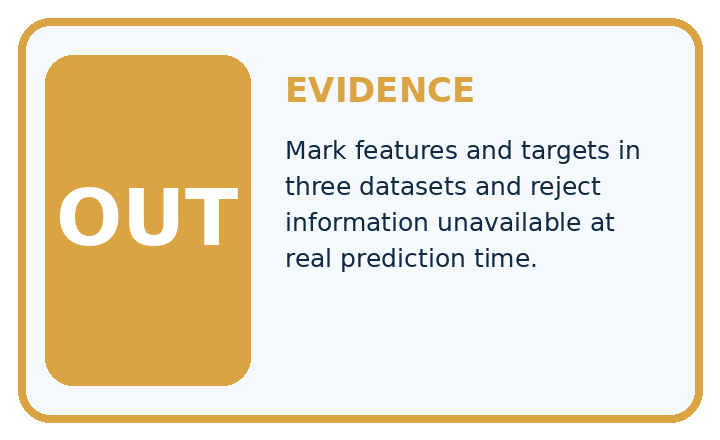 OUT
EVIDENCE
Mark features and targets in
three datasets and reject
information unavailable at
real prediction time.